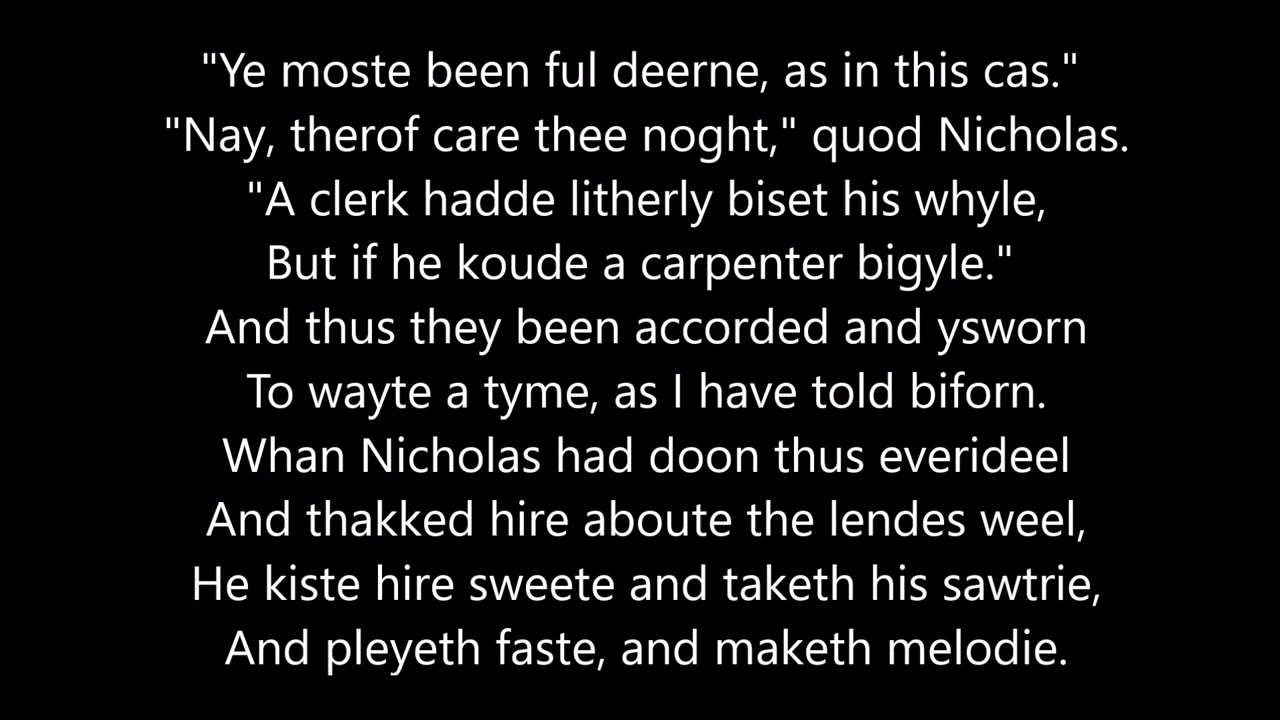 "Ye moste been ful deerne, as in this cas."
"Nay, therof care thee noght," quod Nicholas.
"A clerk hadde litherly biset his whyle,
But if he koude a carpenter bigyle."
And thus they been accorded and ysworn
To wayte a tyme, as I have told biforn.
Whan Nicholas had doon thus everideel
And thakked hire aboute the lendes weel,
He kiste hire sweete and taketh his sawtrie,
And pleyeth faste, and maketh melodie.